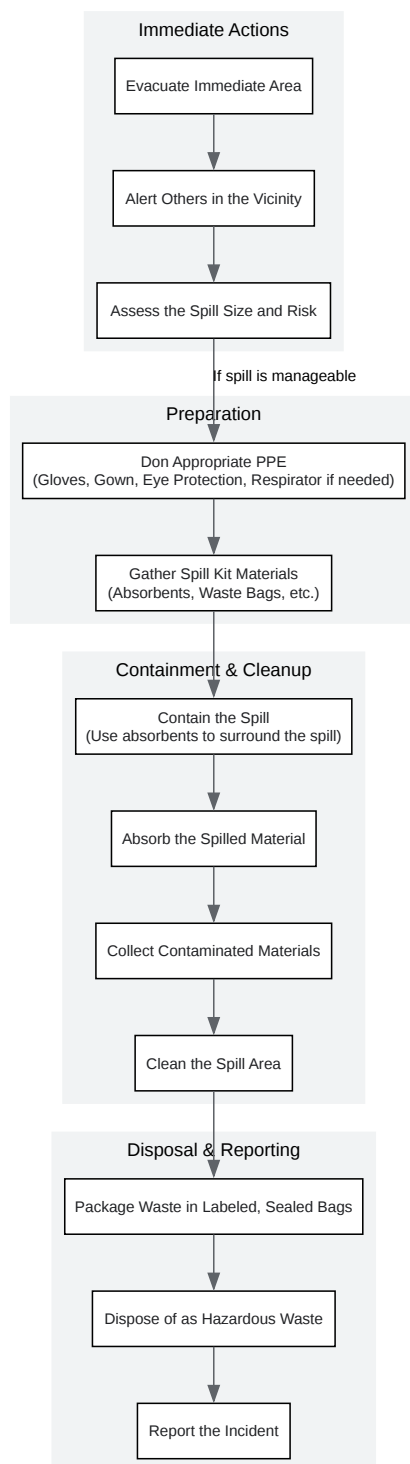 Immediate Actions
Evacuate Immediate Area
Alert Others in the Vicinity
Assess the Spill Size and Risk
If spill is manageable
Preparation
Don Appropriate PPE
(Gloves, Gown, Eye Protection, Respirator if needed)
Gather Spill Kit Materials
(Absorbents, Waste Bags, etc.)
Containment & Cleanup
Contain the Spill
(Use absorbents to surround the spill)
Absorb the Spilled Material
Collect Contaminated Materials
Clean the Spill Area
Disposal & Reporting
Package Waste in Labeled, Sealed Bags
Dispose of as Hazardous Waste
Report the Incident